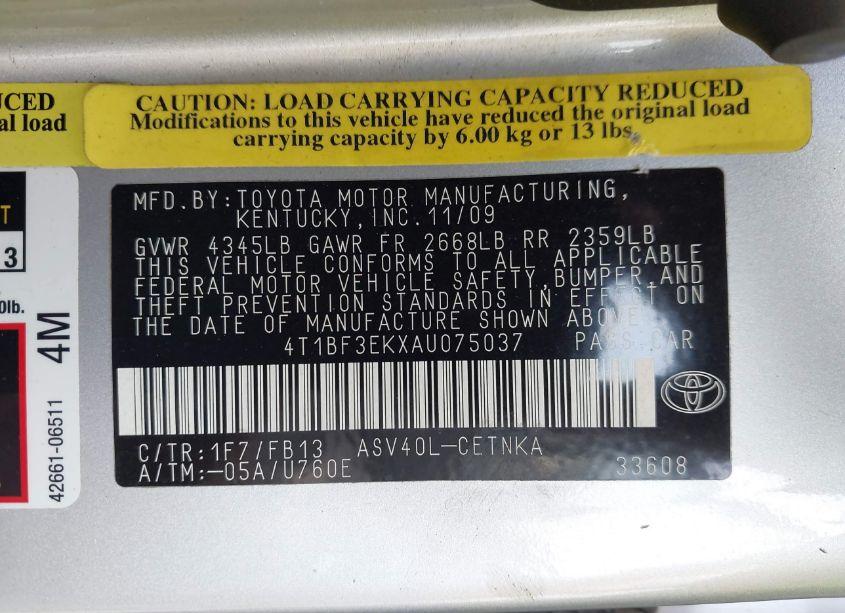 UCED
al load
CAUTION: LOAD CARRYING CAPACITY REDUCED
Modifications to this vehicle have reduced the original load
carrying capacity by 6.00 kg or 13 lbs.
T
3
0lb.
4M
42661-06511
MFD.BY:TOYOTA MOTOR MANUFACTURING,
KENTUCKY,INC.11/09
GVWR 4345LB GAWR FR 2668LB RR 2359LB
THIS VEHICLE CONFORMS TO ALL APPLICABLE
FEDERAL MOTOR VEHICLE SAFETY,BUMPER,AND
THEFT PREVENTION STANDARDS IN EFFECT ON
THE DATE OF MANUFACTURE SHOWN ABOVE.
4T1BF3EKXAU075037 PASS.CAR
C/TR:1F7/FB13 ASV40L-CETNKA
A/TM:-05A/U760E 33608